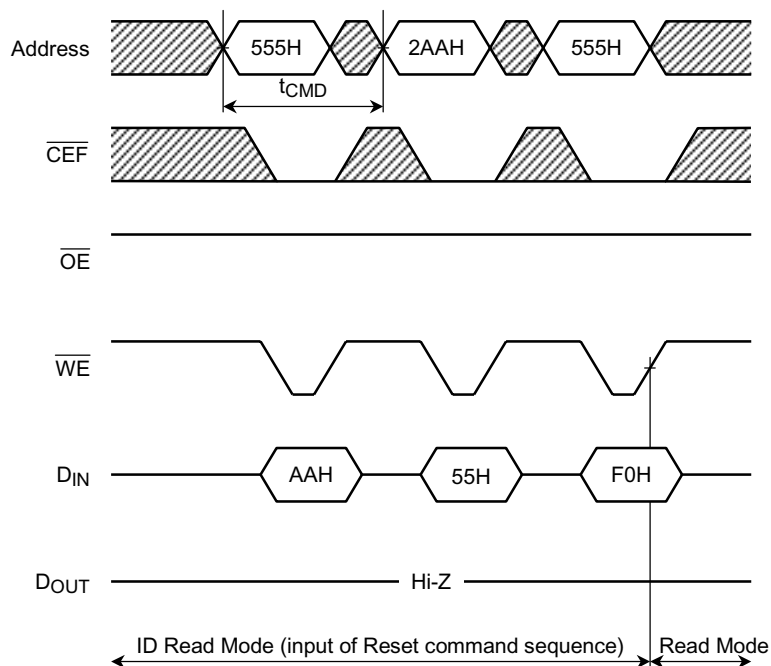 Address 555H 2AAH 555H
tCMD
CEF
OE
WE
DIN AAH 55H F0H
DOUT Hi-Z
ID Read Mode (input of Reset command sequence) Read Mode